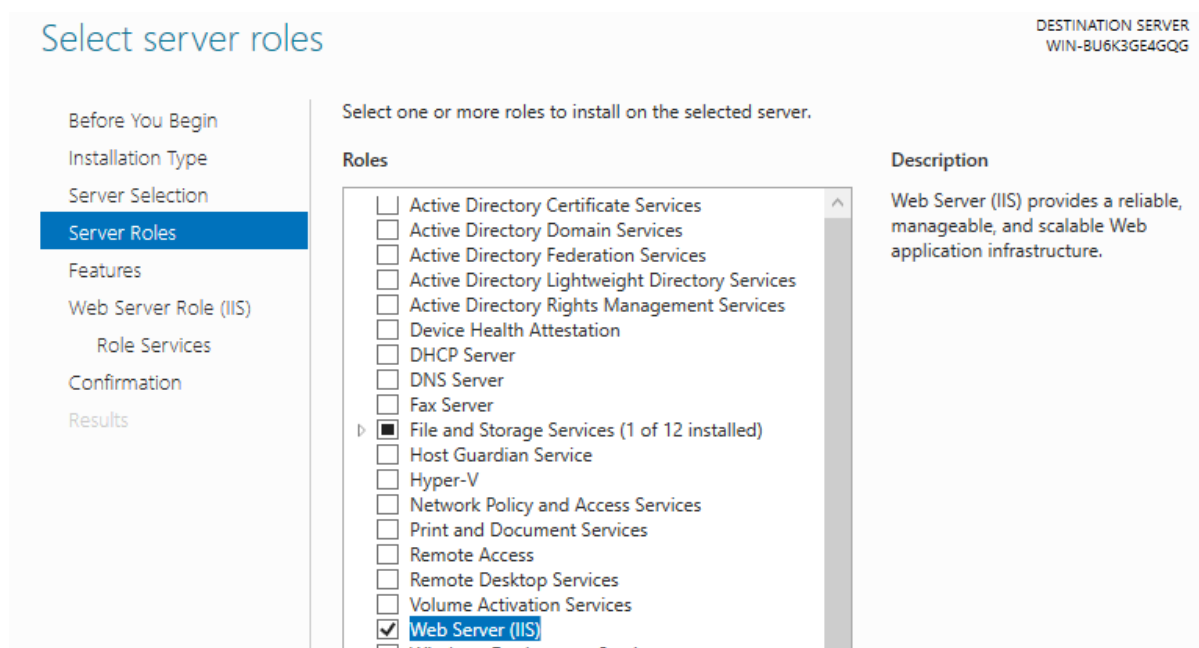 Select server roles
DESTINATION SERVER
WIN-BU6K3GE4GQG
Before You Begin
Installation Type
Server Selection
Server Roles
Features
Web Server Role (IIS)
Role Services
Confirmation
Results
Select one or more roles to install on the selected server.
Roles
Active Directory Certificate Services
Active Directory Domain Services
Active Directory Federation Services
Active Directory Lightweight Directory Services
Active Directory Rights Management Services
Device Health Attestation
DHCP Server
DNS Server
Fax Server
File and Storage Services (1 of 12 installed)
Host Guardian Service
Hyper-V
Network Policy and Access Services
Print and Document Services
Remote Access
Remote Desktop Services
Volume Activation Services
Web Server (IIS)
Description
Web Server (IIS) provides a reliable,
manageable, and scalable Web
application infrastructure.